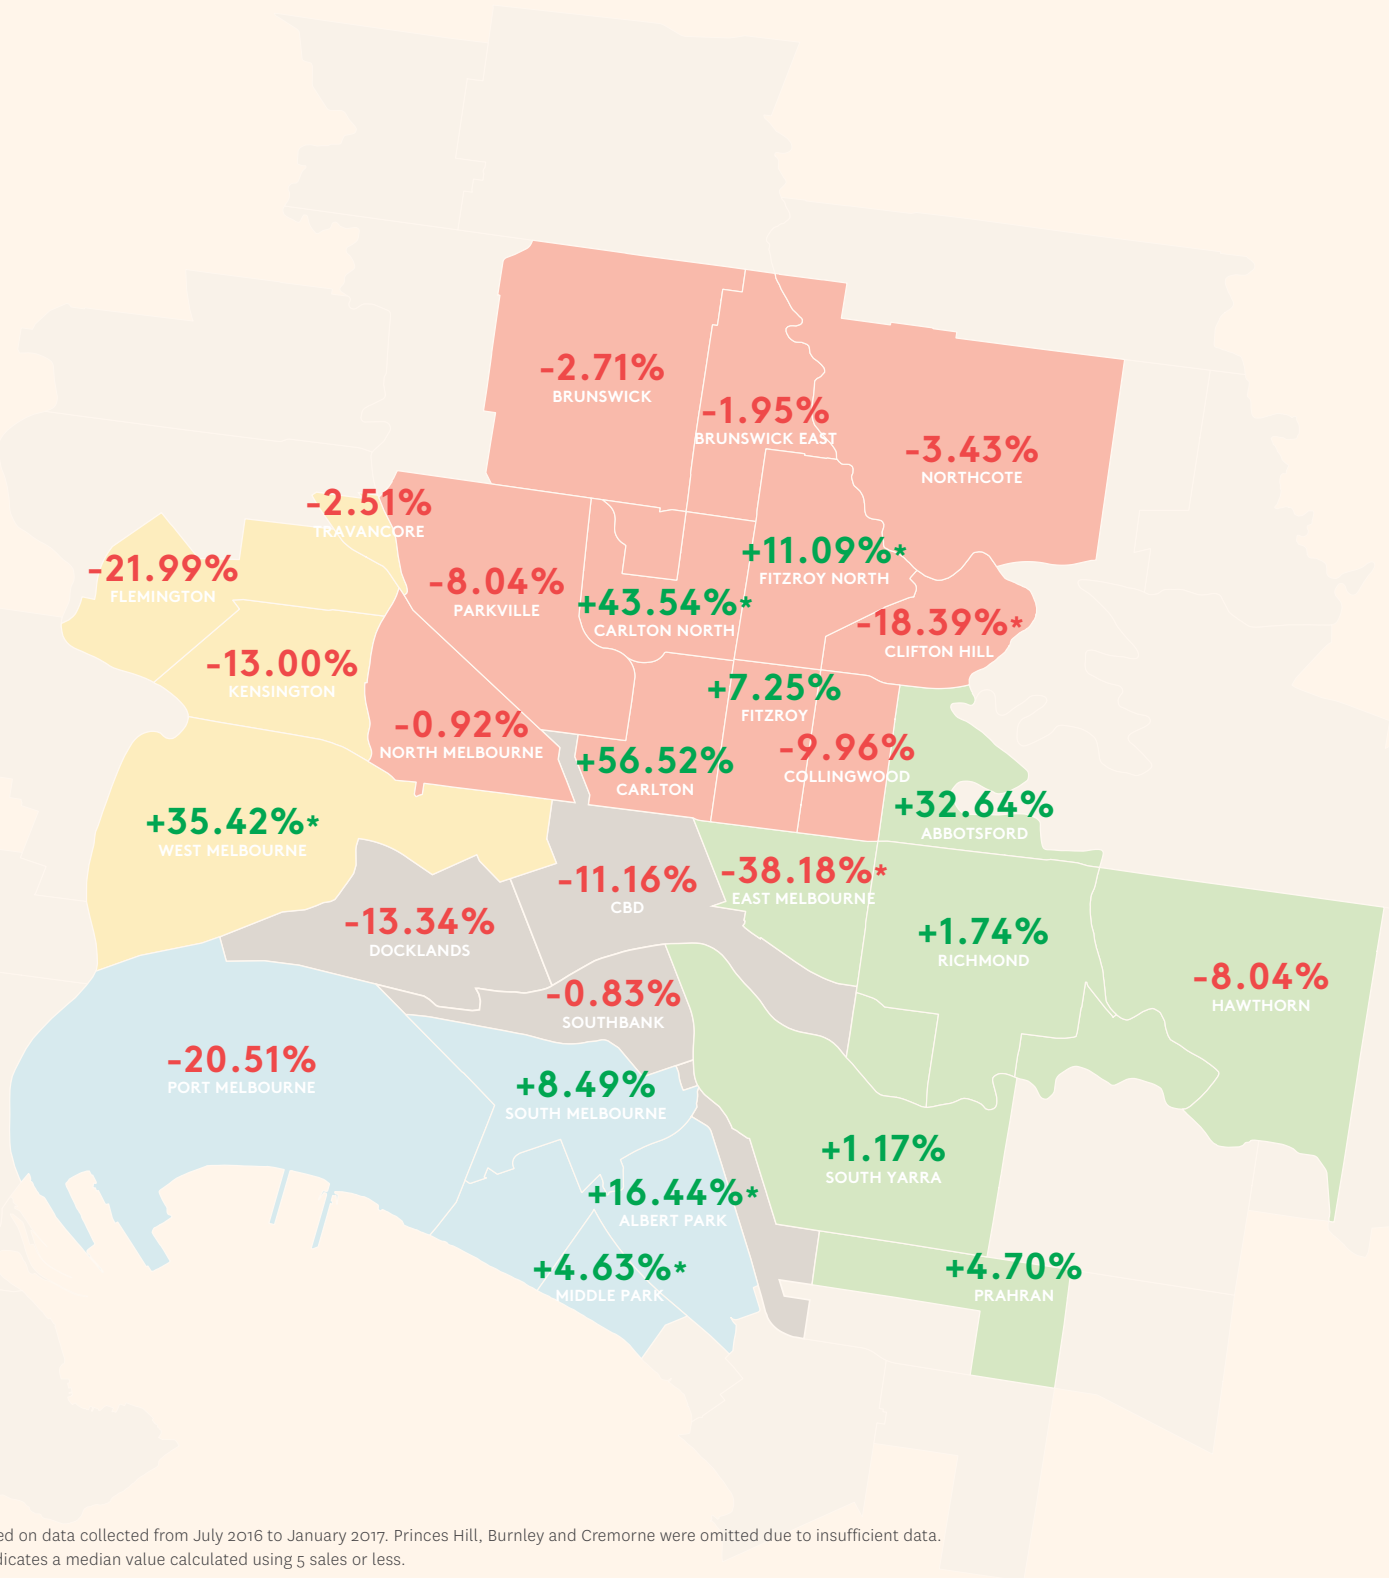 -2.71%
BRUNSWICK
-1.95%
BRUNSWICK EAST
-3.43%
NORTHCOTE
-2.51%
TRAVANCORE
-21.99%
FLEMINGTON
-8.04%
PARKVILLE
+11.09%*
FITZROY NORTH
+43.54%*
CARLTON NORTH
-18.39%*
CLIFTON HILL
-13.00%
KENSINGTON
-0.92%
NORTH MELBOURNE
+7.25%
FITZROY
-9.96%
COLLINGWOOD
+56.52%
CARLTON
+32.64%
ABBOTSFORD
+35.42%*
WEST MELBOURNE
-11.16%
CBD
-38.18%*
EAST MELBOURNE
-13.34%
DOCKLANDS
+1.74%
RICHMOND
-8.04%
HAWTHORN
-0.83%
SOUTHBANK
-20.51%
PORT MELBOURNE
+8.49%
SOUTH MELBOURNE
+1.17%
SOUTH YARRA
+16.44%*
ALBERT PARK
+4.63%*
MIDDLE PARK
+4.70%
PRAHRAN
ed on data collected from July 2016 to January 2017. Princes Hill, Burnley and Cremorne were omitted due to insufficient data.
dicates a median value calculated using 5 sales or less.